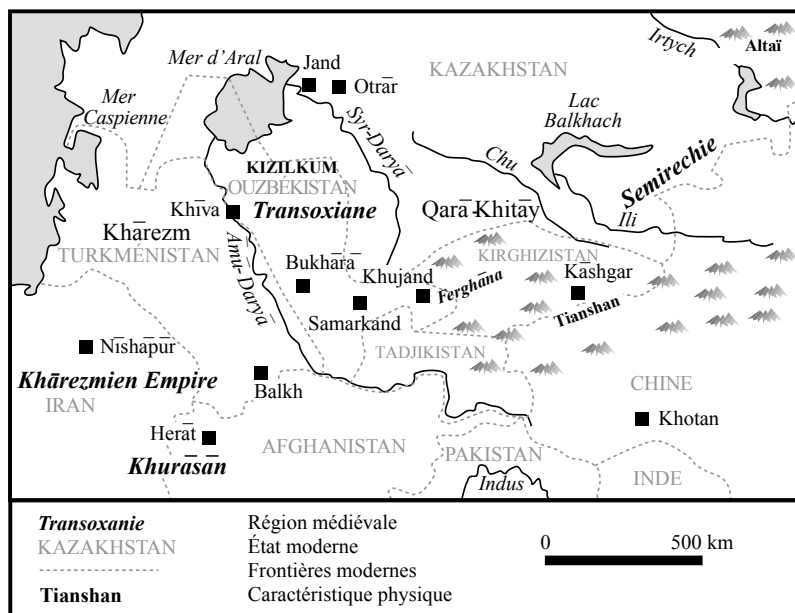 Mer d'Aral
Jand
Otrār
KAZAKHSTAN
Irtych
Altaï
Mer
Caspienne
Syr-Daryā
Lac
Balkhach
Chu
Semirechie
KIZILKUM
OUZBÉKISTAN
Transoxiane
Khīva
Khārezm
TURKMÉNISTAN
Amu-Daryā
Qarā-Khitāy
Ili
KIRGHIZISTAN
Bukhārā
Khujand
Ferghāna
Kāshgar
Samarkand
Tianshan
Nīshāpūr
TADJIKISTAN
Khārezmien Empire
IRAN
Balkh
CHINE
Khotan
Herāt
Khurāsān
AFGHANISTAN
PAKISTAN
Indus
INDE
Transoxanie Région médiévale
KAZAKHSTAN État moderne
Frontières modernes
Tianshan Caractéristique physique
0 500 km